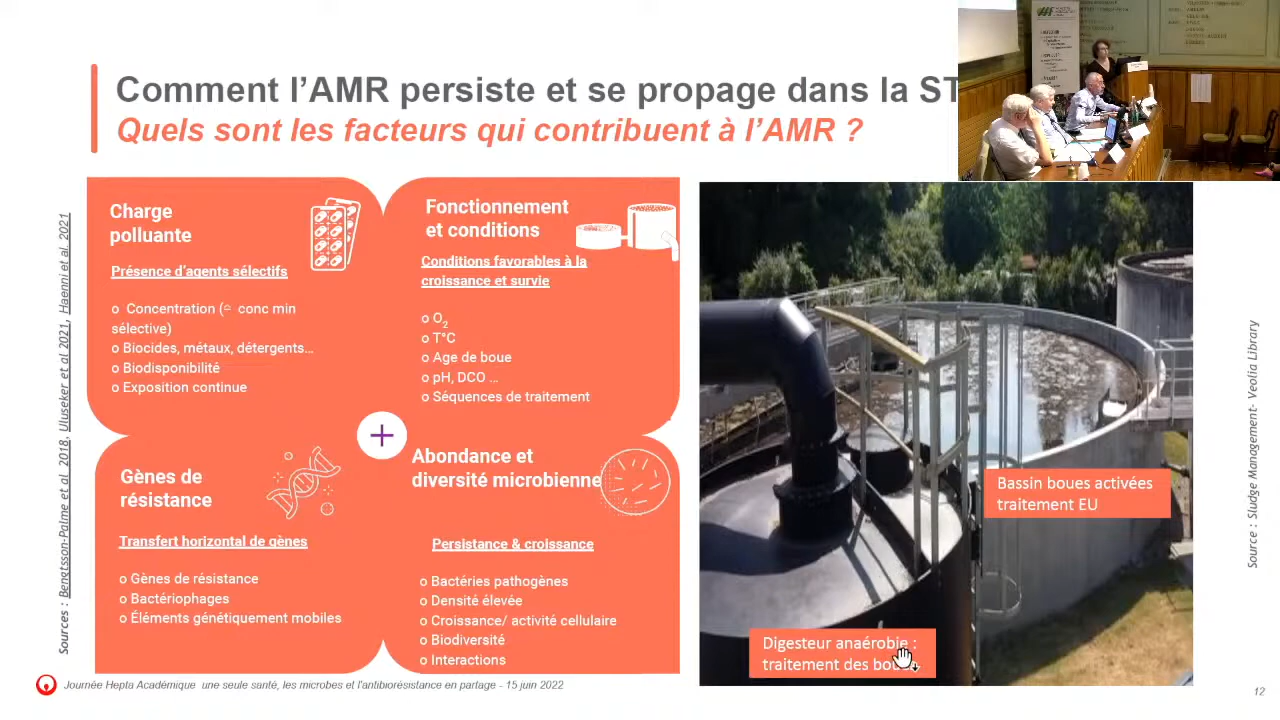 Comment l'AMR persiste et se propage dans la ST
Quels sont les facteurs qui contribuent à l'AMR ?
Charge
polluante
Présence d'agents sélectifs
o Concentration ( conc min
sélective)
o Biocides, métaux, détergents…
o Biodisponibilité
o Exposition continue
Fonctionnement
et conditions
Conditions favorables à la
croissance et survie
o O2
o T°C
o Age de boue
o pH, DCO …
o Séquences de traitement
+
Gènes de
résistance
Transfert horizontal de gènes
o Gènes de résistance
o Bactériophages
o Éléments génétiquement mobiles
Abondance et
diversité microbienne
Persistance & croissance
o Bactéries pathogènes
o Densité élevée
o Croissance/ activité cellulaire
o Biodiversité
o Interactions
Bassin boues activées
traitement EU
Digesteur anaérobie :
traitement des
Sources : Bengtsson-Palme et al 2018, Uluseker et al 2021, Haenni et al. 2021
Source : Sludge Management- Veolia Library
Journée Hepta Académique une seule santé, les microbes et l'antibiorésistance en partage - 15 juin 2022
12